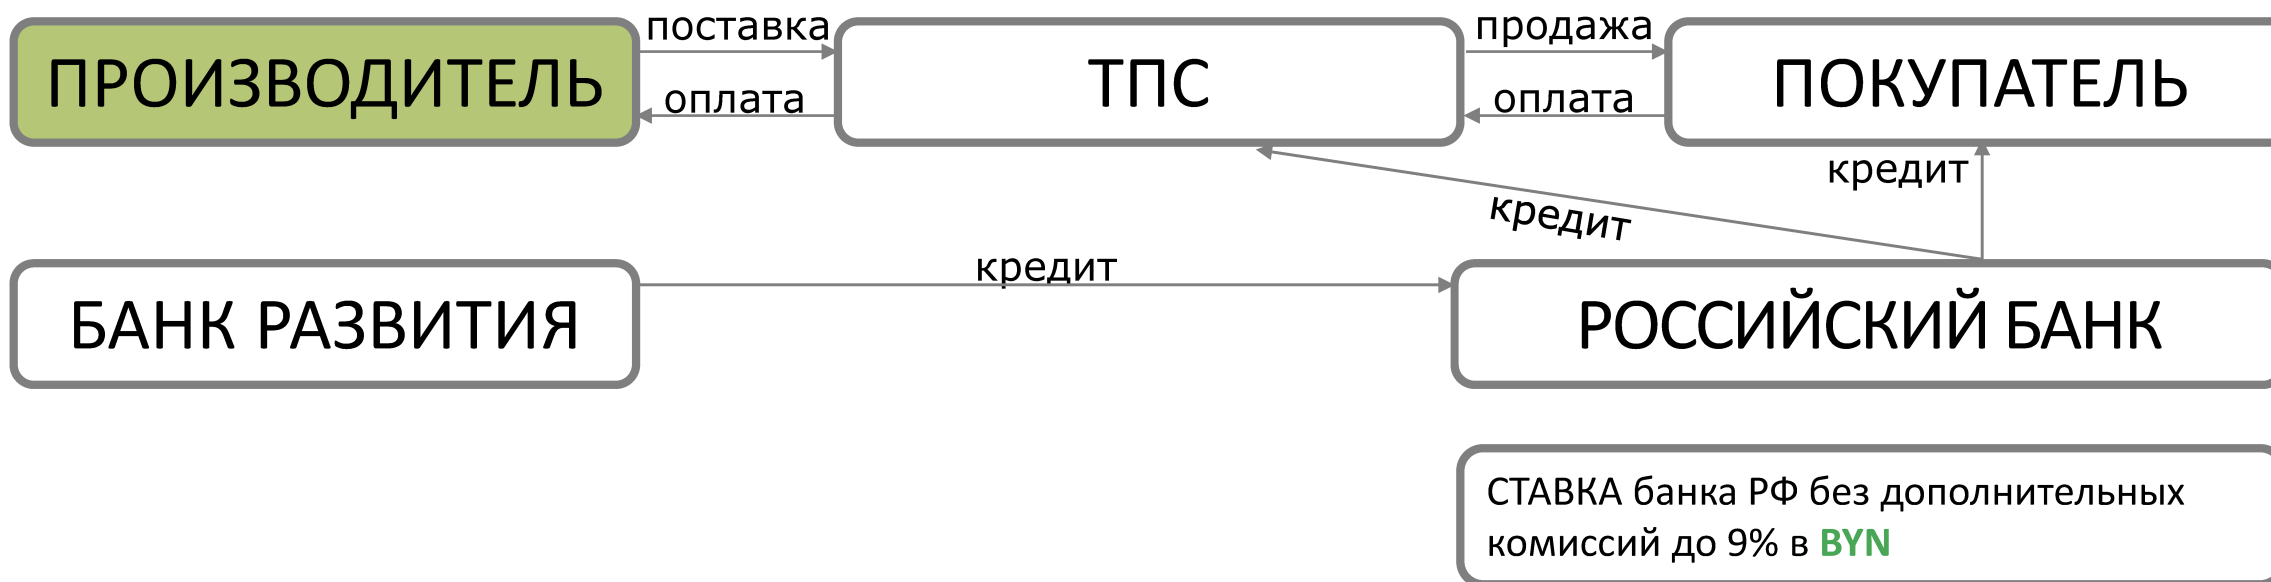 поставка
продажа
ПРОИЗВОДИТЕЛЬ
ТПС
ПОКУПАТЕЛЬ
оплата
оплата
кредит
кредит
кредит
БАНК РАЗВИТИЯ
РОССИЙСКИЙ БАНК
СТАВКА банка РФ без дополнительных
комиссий до 9% в BYN